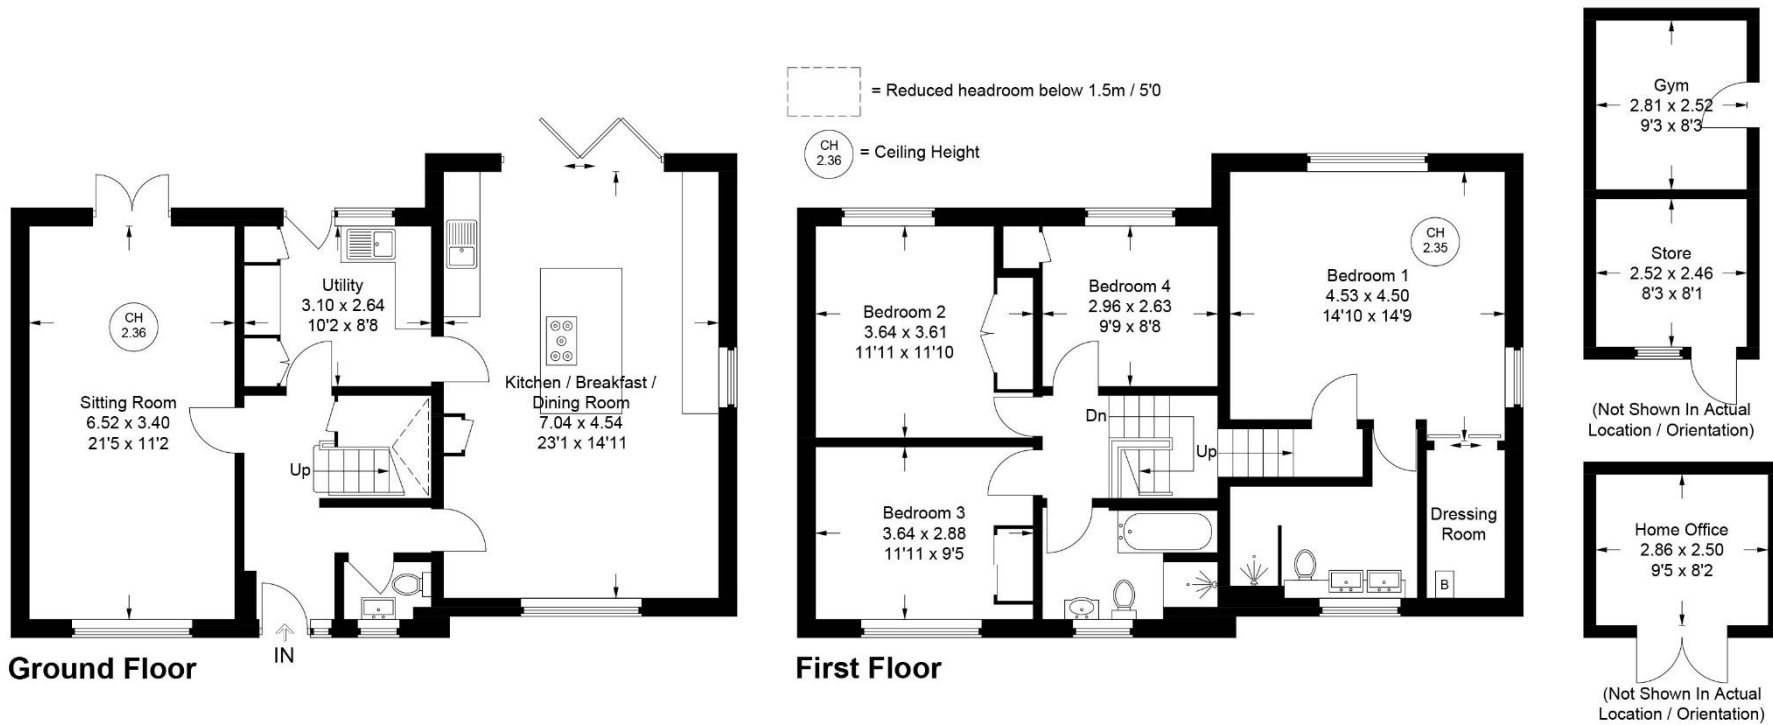 = Reduced headroom below 1.5m / 5'0
CH
2.36
= Ceiling Height
CH
2.36
Sitting Room
6.52 x 3.40
21'5 x 11'2
Utility
3.10 x 2.64
10'2 x 8'8
Up
Kitchen / Breakfast /
Dining Room
7.04 x 4.54
23'1 x 14'11
IN
Ground Floor
Bedroom 2
3.64 x 3.61
11'11 x 11'10
Bedroom 4
2.96 x 2.63
9'9 x 8'8
CH
2.35
Bedroom 1
4.53 x 4.50
14'10 x 14'9
Dn
Up
Bedroom 3
3.64 x 2.88
11'11 x 9'5
Dressing
Room
B
First Floor
Gym
2.81 x 2.52
9'3 x 8'3
Store
2.52 x 2.46
8'3 x 8'1
(Not Shown In Actual
Location / Orientation)
Home Office
2.86 x 2.50
9'5 x 8'2
(Not Shown In Actual
Location / Orientation)